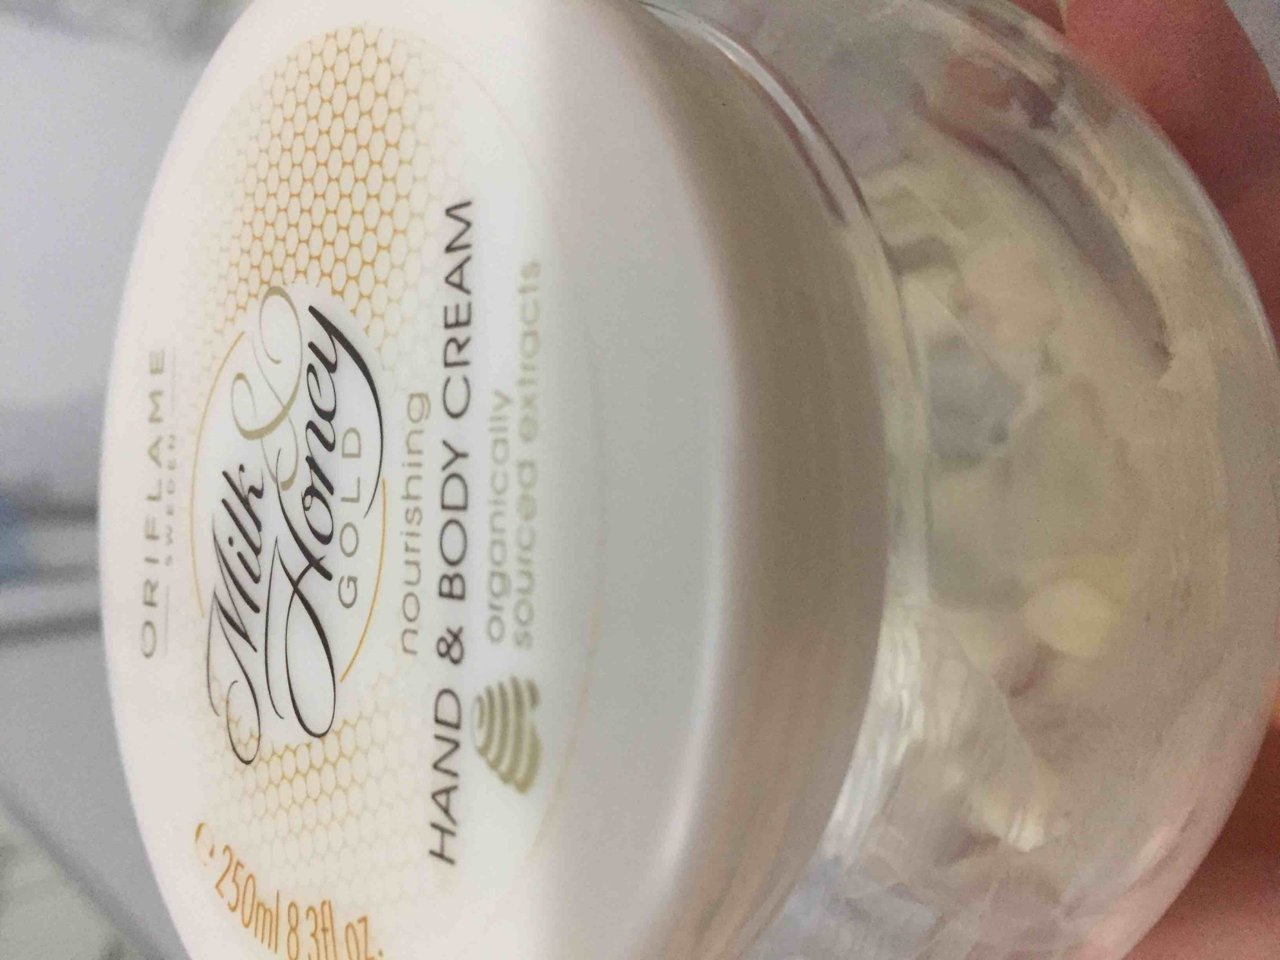 ORIFLAME
SWEDEN
Milk &
Honey
GOLD
nourishing
HAND & BODY CREAM
organically
sourced extracts
250ml 8.3fl oz.